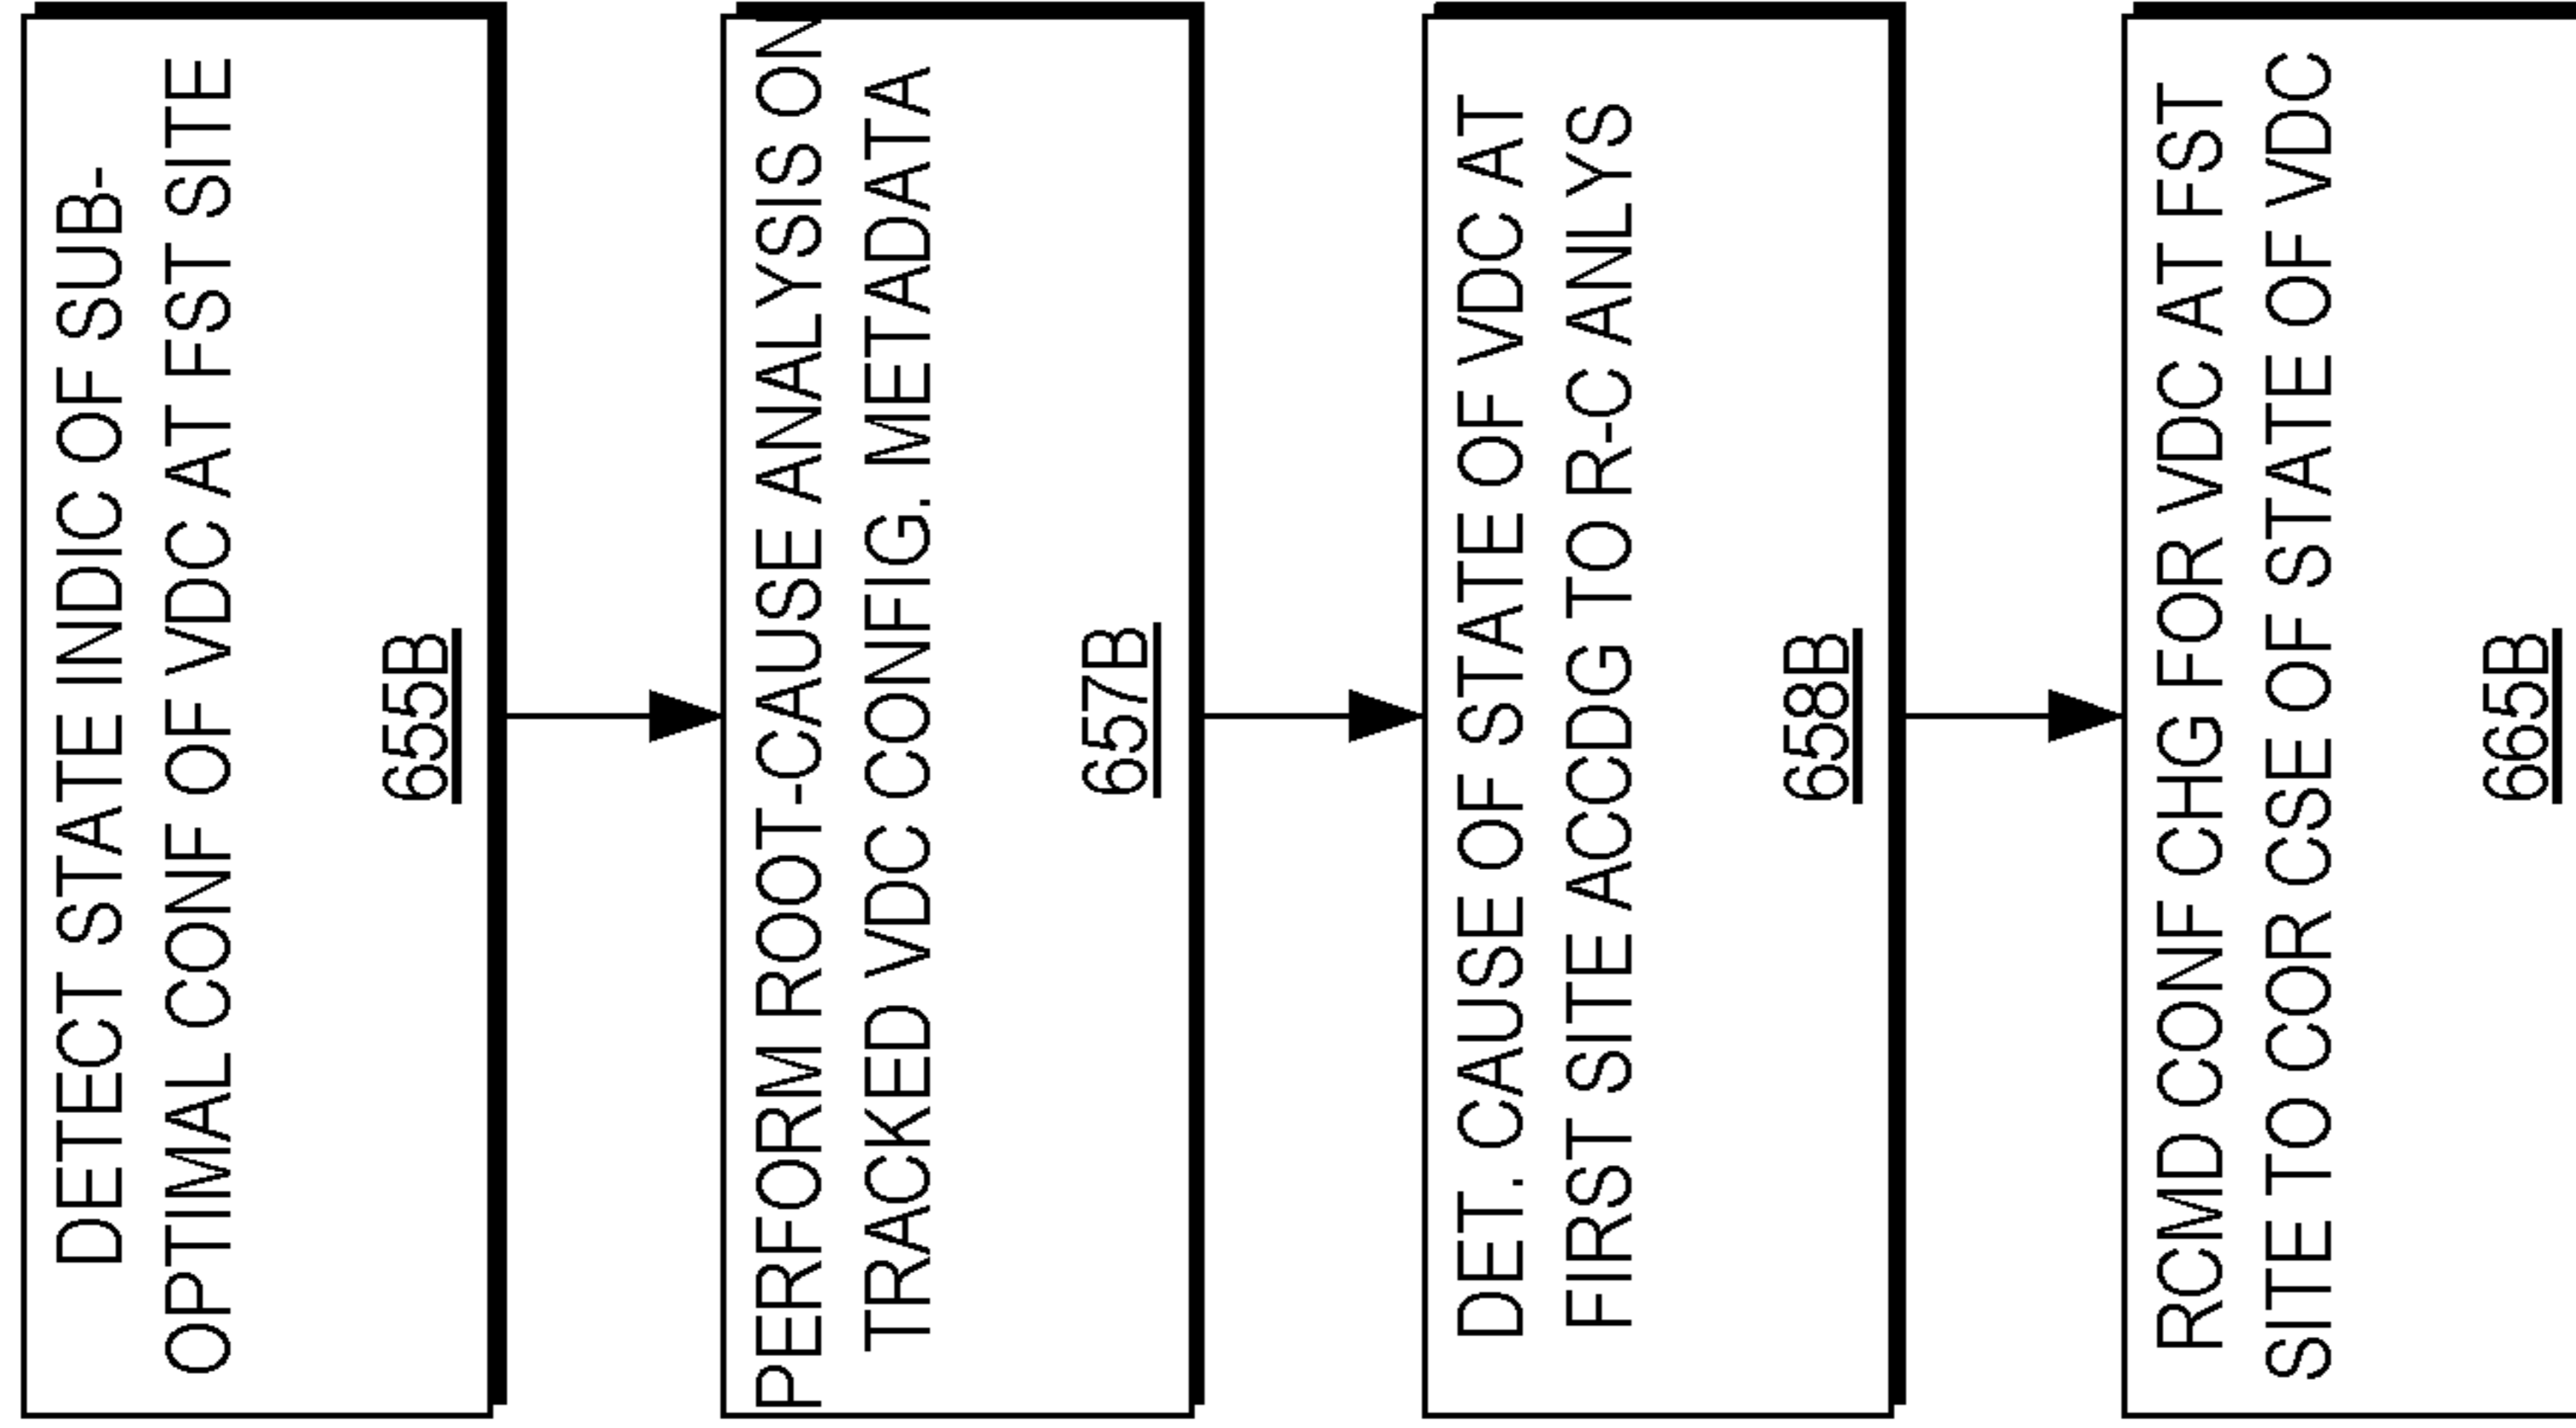 DETECT STATE INDIC OF SUB-
OPTIMAL CONF OF VDC AT FST SITE
655B
PERFORM ROOT-CAUSE ANALYSIS ON
TRACKED VDC CONFIG. METADATA
657B
DET. CAUSE OF STATE OF VDC AT
FIRST SITE ACCDG TO R-C ANLYS
658B
RCMD CONF CHG FOR VDC AT FST
SITE TO COR CSE OF STATE OF VDC
665B